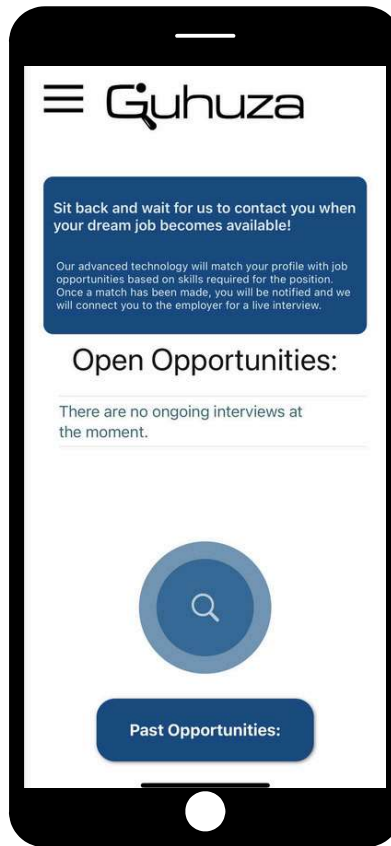 Guhuza
Sit back and wait for us to contact you when
your dream job becomes available!
Our advanced technology will match your profile with job
opportunities based on skills required for the position.
Once a match has been made, you will be notified and we
will connect you to the employer for a live interview.
Open Opportunities:
There are no ongoing interviews at
the moment.
Past Opportunities: